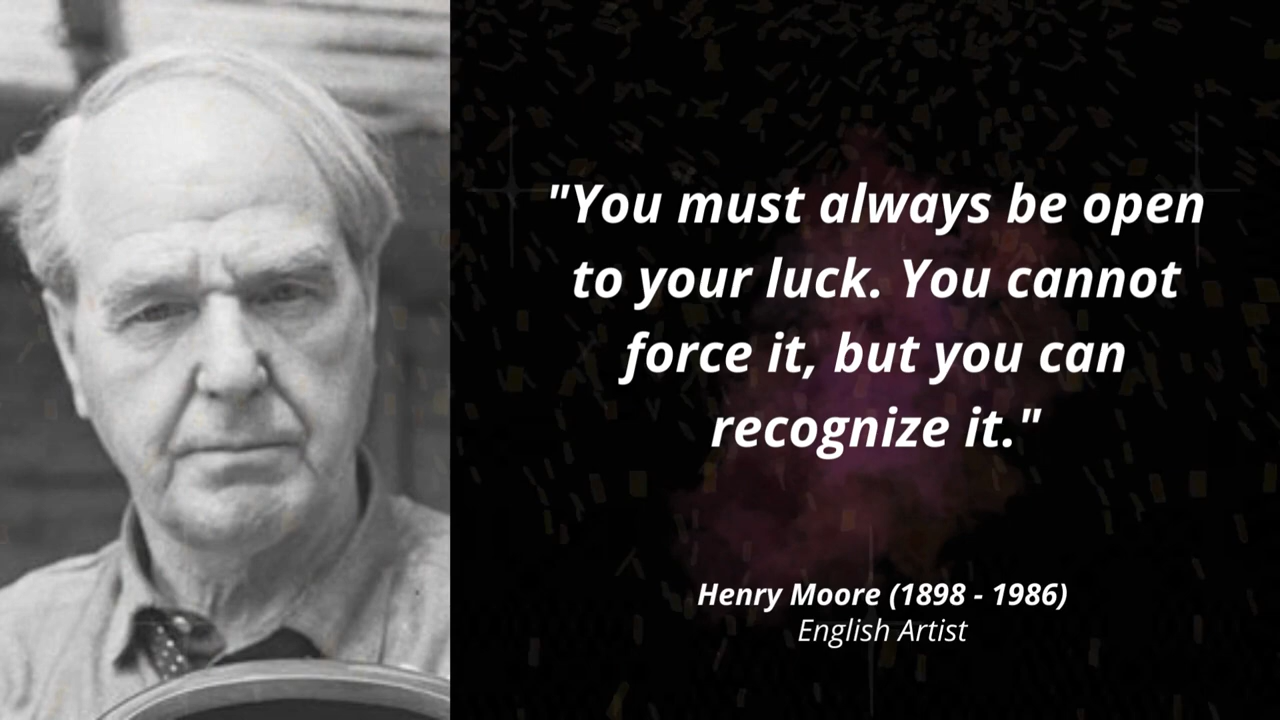 "You must always be open
to your luck. You cannot
force it, but you can
recognize it."
Henry Moore (1898 - 1986)
English Artist